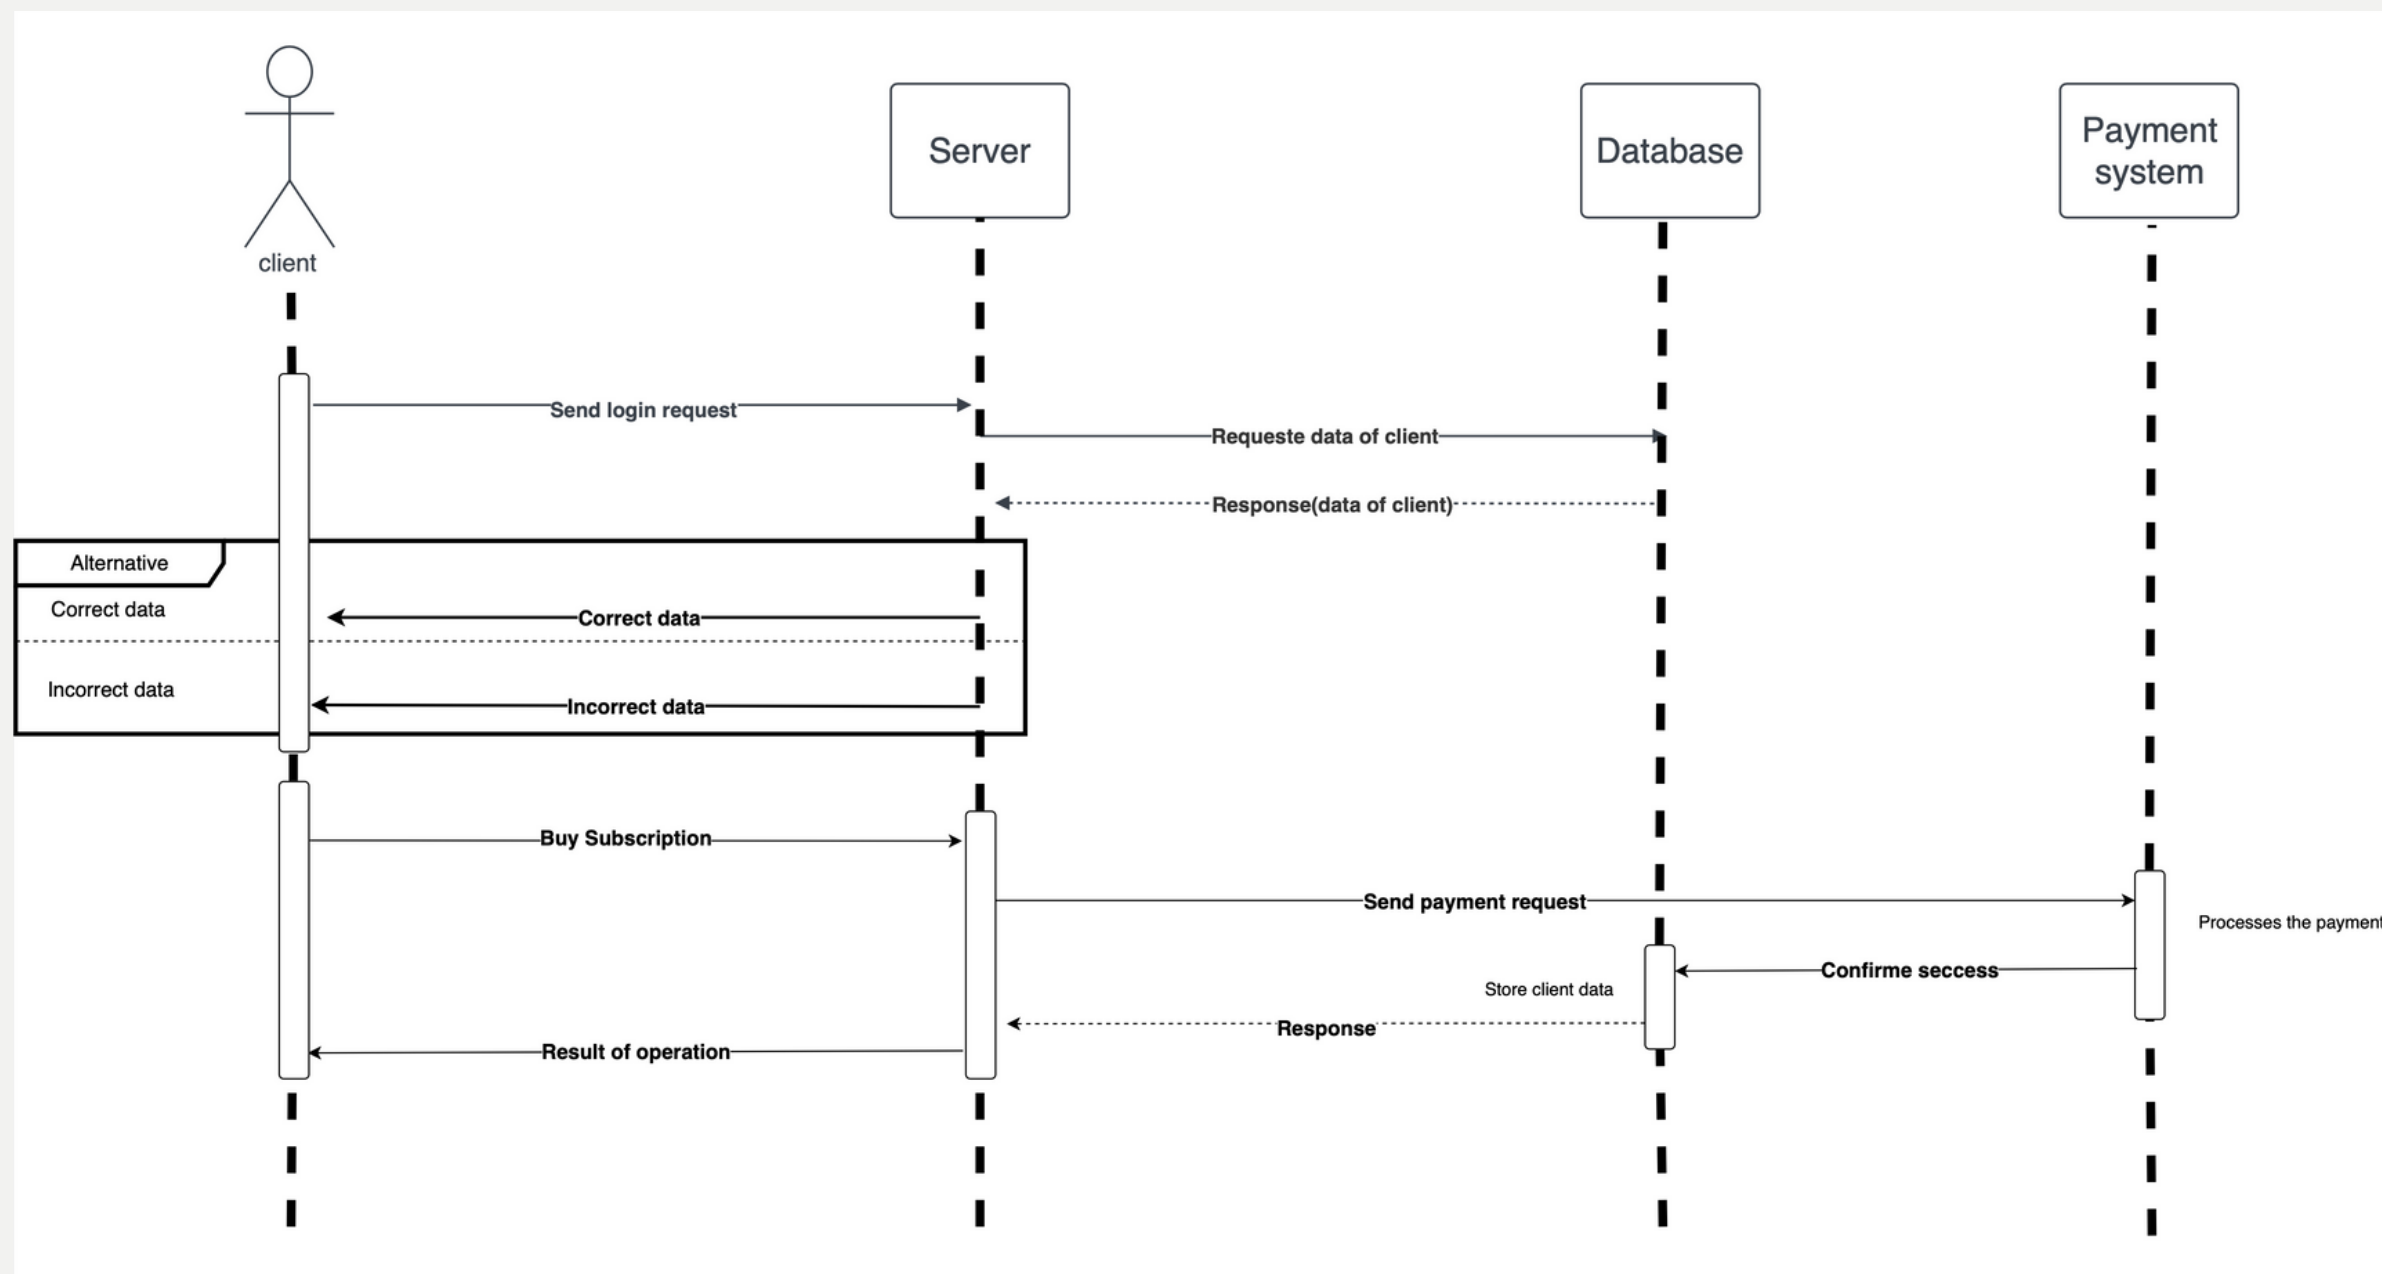 client
Server
Database
Payment
system
Send login request
Requeste data of client
Response(data of client)
Alternative
Correct data
Correct data
Incorrect data
Incorrect data
Buy Subscription
Send payment request
Processes the payment
Confirme seccess
Store client data
Response
Result of operation